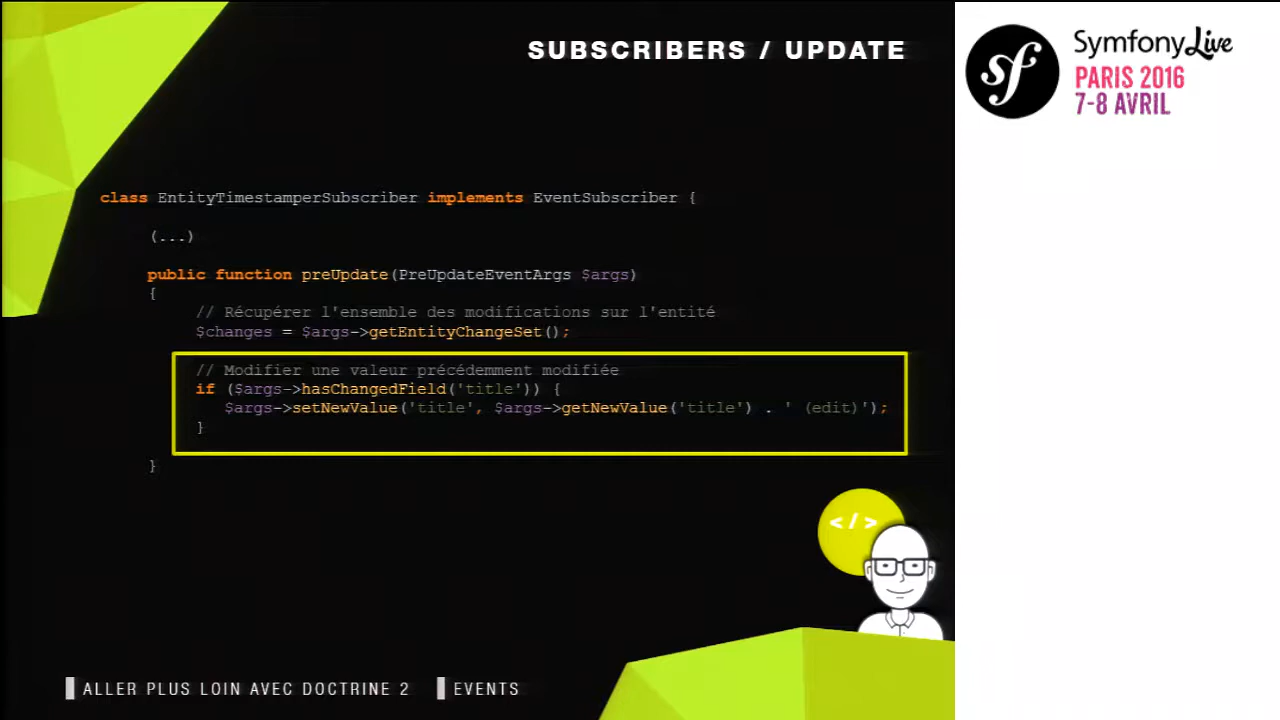 SUBSCRIBERS / UPDATE
class EntityTimestamperSubscriber implements EventSubscriber {
(...)
public function preUpdate(PreUpdateEventArgs $args)
{
// Récupérer l'ensemble des modifications sur l'entité
$changes = $args->getEntityChangeSet();
// Modifier une valeur précédemment modifiée
if ($args->hasChangedField('title')) {
$args->setNewValue('title', $args->getNewValue('title') . ' (edit)');
}
}
</>
ALLER PLUS LOIN AVEC DOCTRINE 2
EVENTS
sf
SymfonyLive
PARIS 2016
7-8 AVRIL